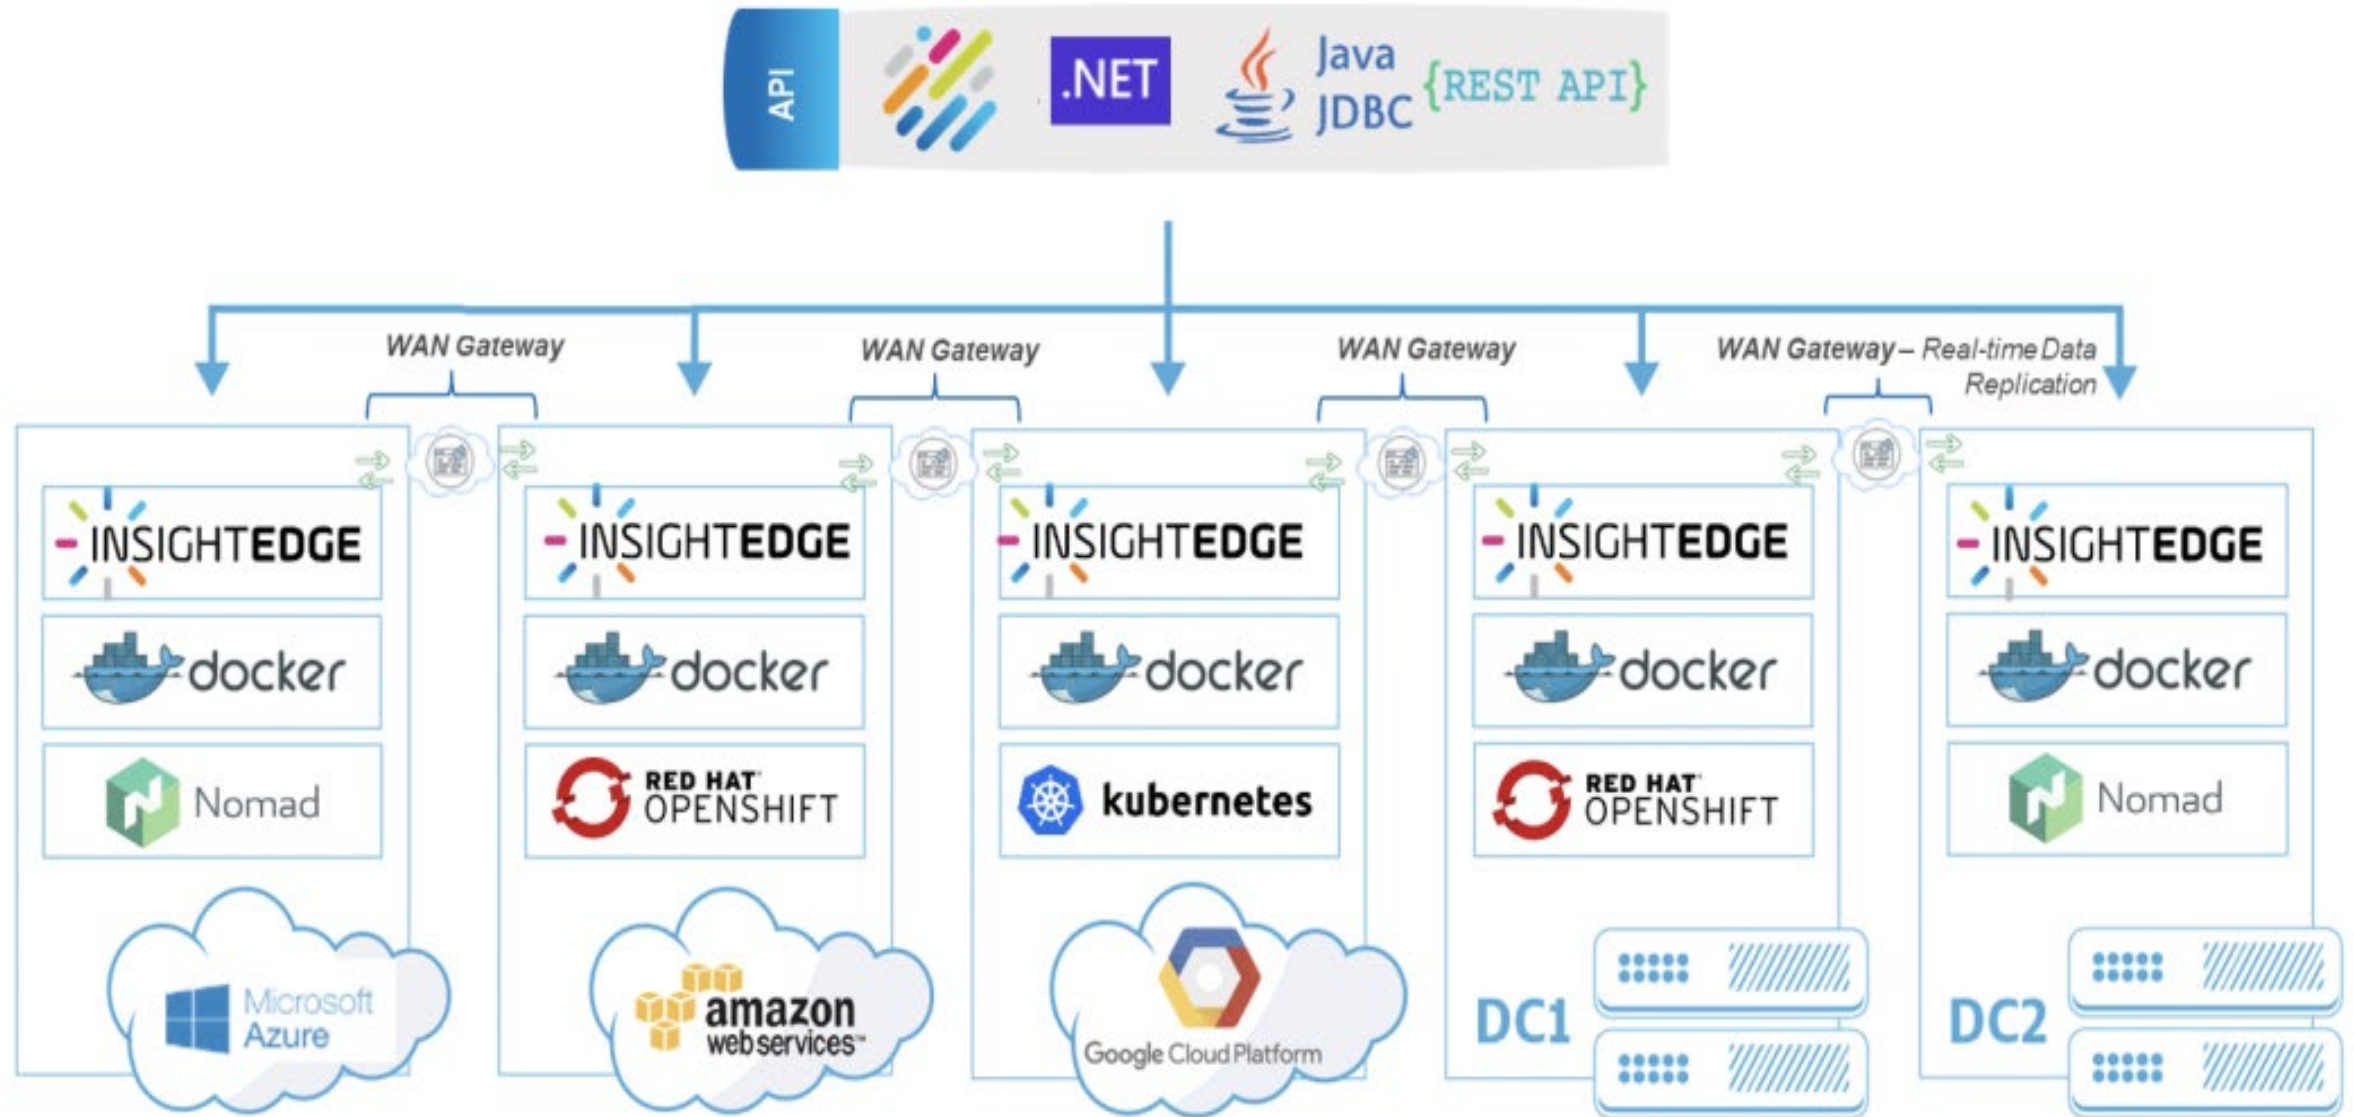 API
.NET
Java
JDBC
{REST API}
WAN Gateway
WAN Gateway
WAN Gateway
WAN Gateway – Real-time Data
Replication
INSIGHTEDGE
INSIGHTEDGE
INSIGHTEDGE
INSIGHTEDGE
INSIGHTEDGE
docker
docker
docker
docker
docker
Nomad
RED HAT
OPENSHIFT
kubernetes
RED HAT
OPENSHIFT
Nomad
Microsoft
Azure
amazon
web services™
Google Cloud Platform
DC1
DC2